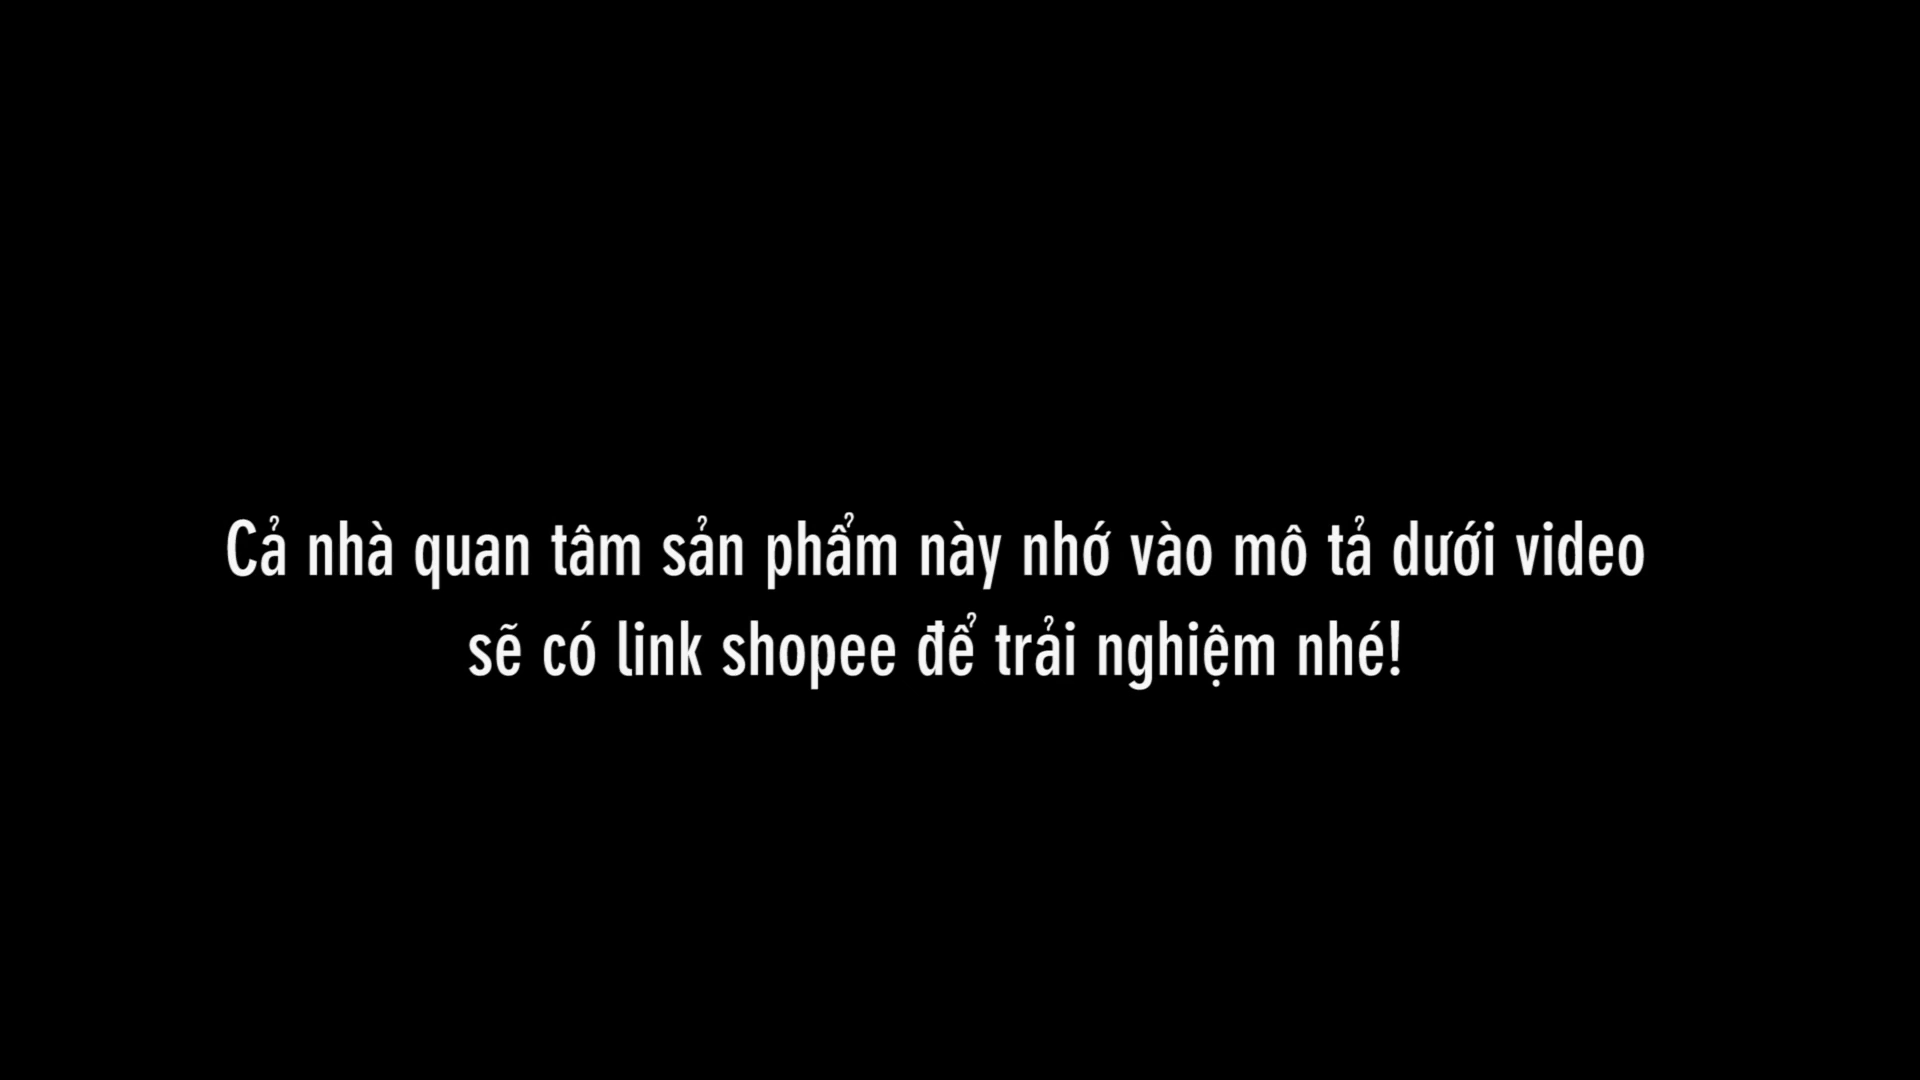 Cả nhà quan tâm sản phẩm này nhớ vào mô tả dưới video
sẽ có link shopee để trải nghiệm nhé!